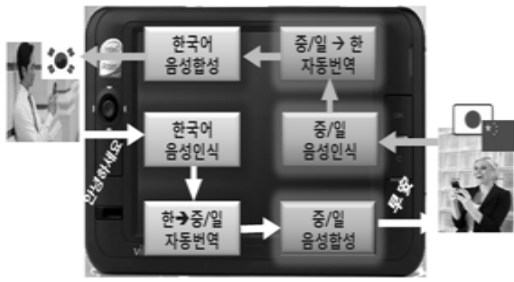 한국어
음성합성
중/일 → 한
자동번역
한국어
음성인식
중/일
음성인식
안녕하세요
한→중/일
자동번역
중/일
음성합성
早安